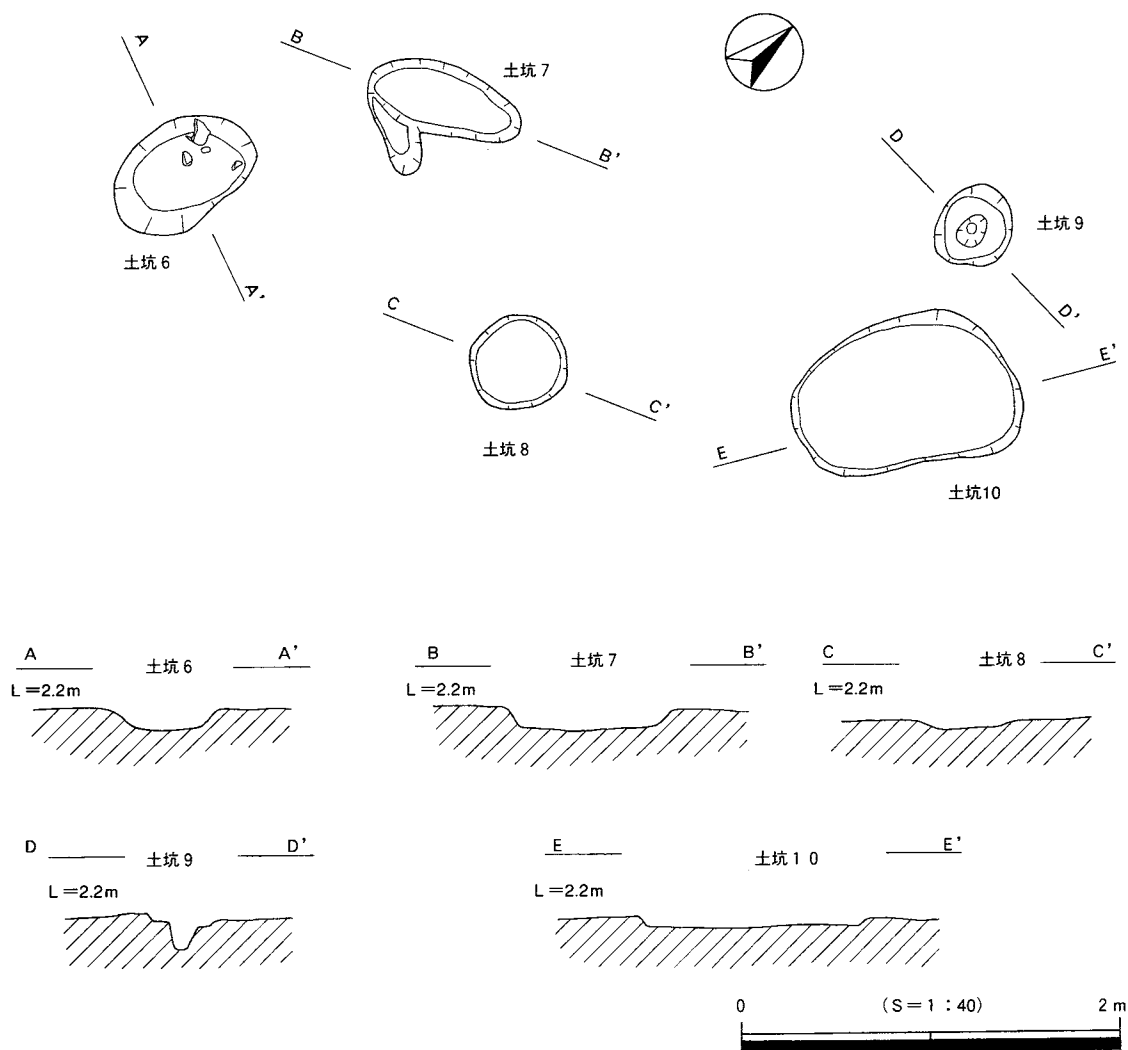 A
B
土坑 7
B'
D
土坑 9
土坑 6
A'
C
D'
E'
C'
土坑 8
E
土坑10
A 土坑 6 A'
L=2.2m
B 土坑 7 B'
L=2.2m
C 土坑 8 C'
L=2.2m
D 土坑 9 D'
L=2.2m
E 土坑 1 0 E'
L=2.2m
0 (S=1:40) 2 m